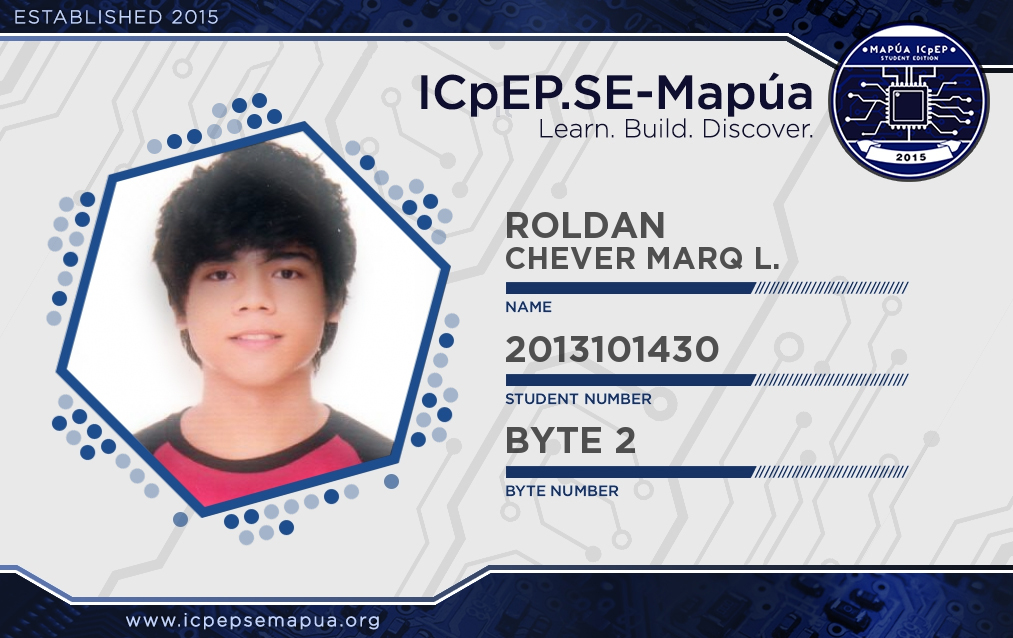 ESTABLISHED 2015
MAPÚA ICpEP
STUDENT EDITION
2015
ICpEP.SE-Mapúa
Learn. Build. Discover.
ROLDAN
CHEVER MARQ L.
NAME
2013101430
STUDENT NUMBER
BYTE 2
BYTE NUMBER
www.icpepsemapua.org